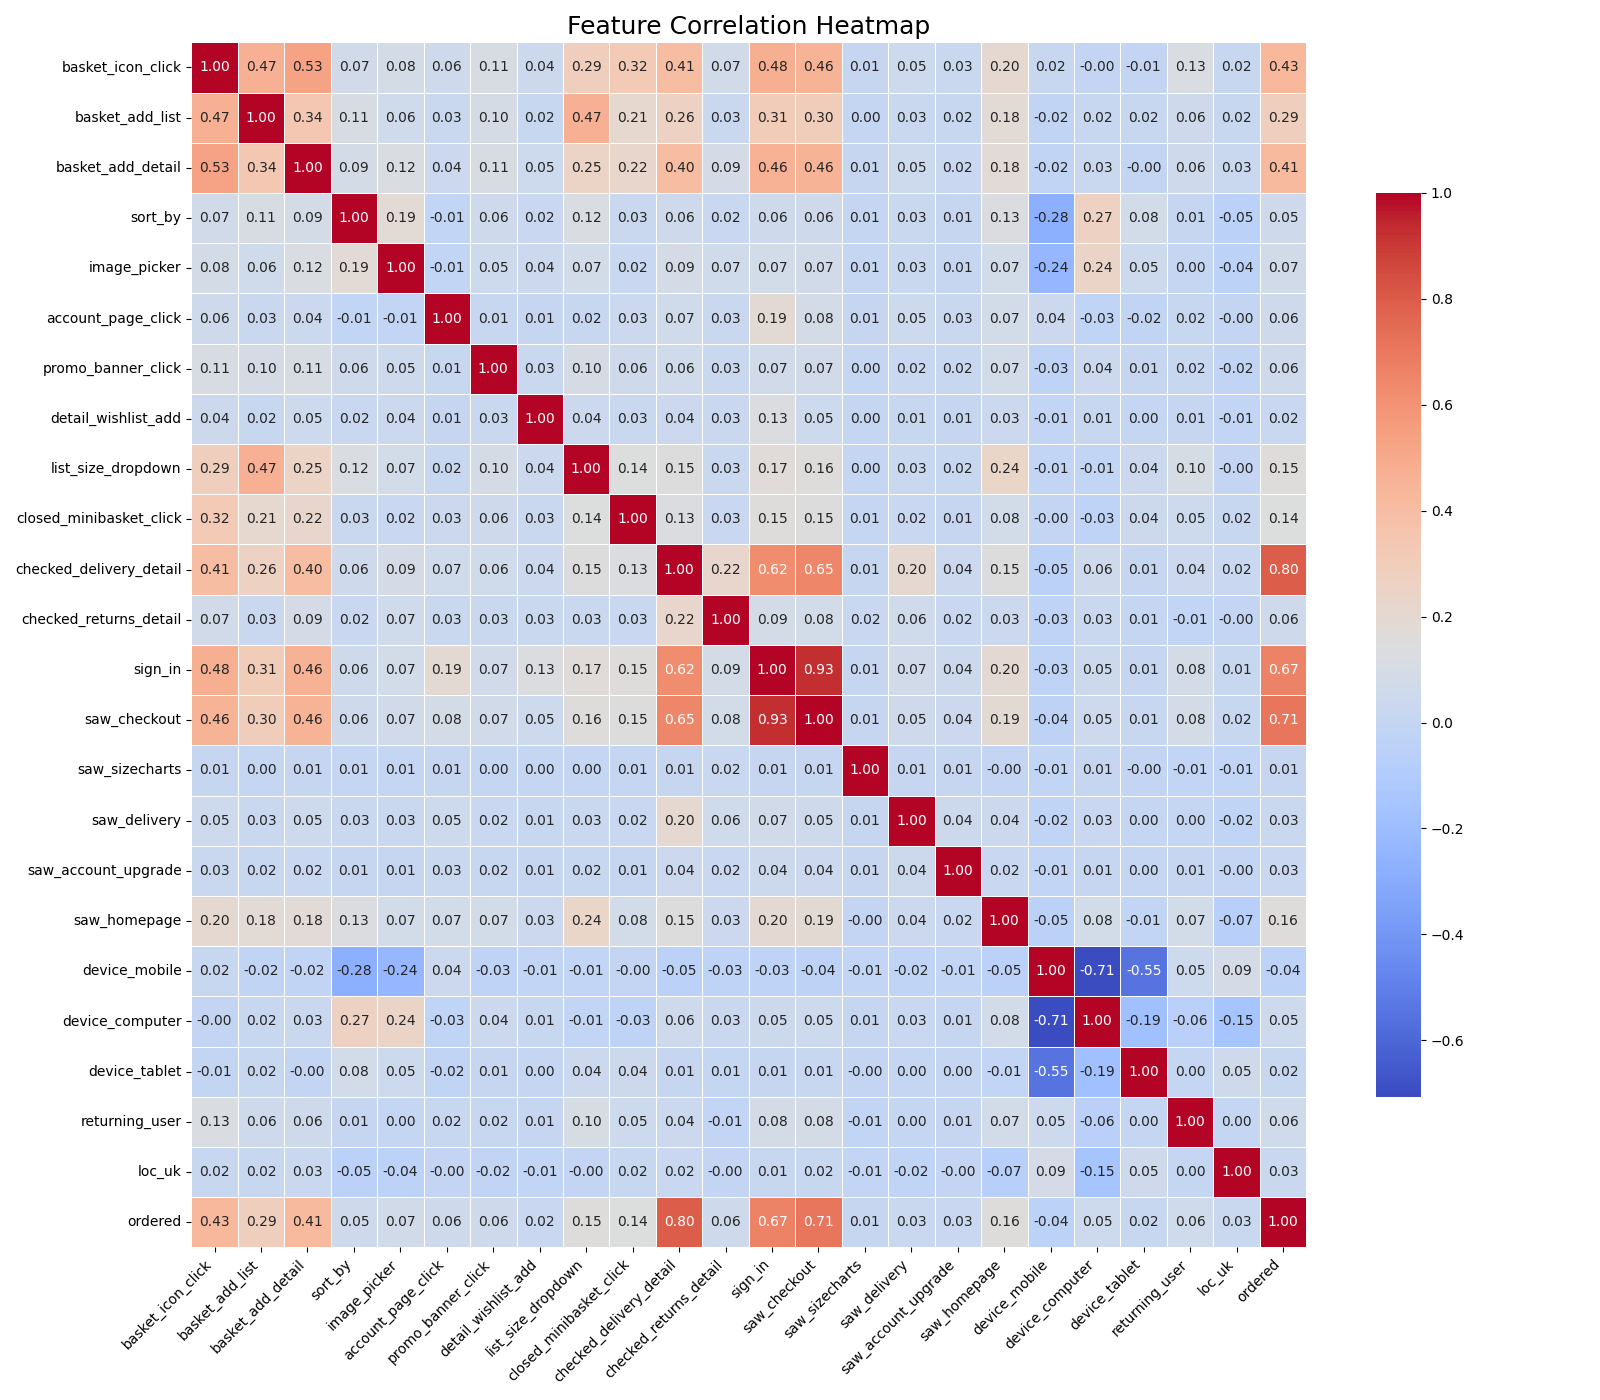 Feature Correlation Heatmap
basket_icon_click 1.00 0.47 0.53 0.07 0.08 0.06 0.11 0.04 0.29 0.32 0.41 0.07 0.48 0.46 0.01 0.05 0.03 0.20 0.02 -0.00 -0.01 0.13 0.02 0.43
basket_add_list 0.47 1.00 0.34 0.11 0.06 0.03 0.10 0.02 0.47 0.21 0.26 0.03 0.31 0.30 0.00 0.03 0.02 0.18 -0.02 0.02 0.02 0.06 0.02 0.29
basket_add_detail 0.53 0.34 1.00 0.09 0.12 0.04 0.11 0.05 0.25 0.22 0.40 0.09 0.46 0.46 0.01 0.05 0.02 0.18 -0.02 0.03 -0.00 0.06 0.03 0.41
sort_by 0.07 0.11 0.09 1.00 0.19 -0.01 0.06 0.02 0.12 0.03 0.06 0.02 0.06 0.06 0.01 0.03 0.01 0.13 -0.28 0.27 0.08 0.01 -0.05 0.05
image_picker 0.08 0.06 0.12 0.19 1.00 -0.01 0.05 0.04 0.07 0.02 0.09 0.07 0.07 0.07 0.01 0.03 0.01 0.07 -0.24 0.24 0.05 0.00 -0.04 0.07
account_page_click 0.06 0.03 0.04 -0.01 -0.01 1.00 0.01 0.01 0.02 0.03 0.07 0.03 0.19 0.08 0.01 0.05 0.03 0.07 0.04 -0.03 -0.02 0.02 -0.00 0.06
promo_banner_click 0.11 0.10 0.11 0.06 0.05 0.01 1.00 0.03 0.10 0.06 0.06 0.03 0.07 0.07 0.00 0.02 0.02 0.07 -0.03 0.04 0.01 0.02 -0.02 0.06
detail_wishlist_add 0.04 0.02 0.05 0.02 0.04 0.01 0.03 1.00 0.04 0.03 0.04 0.03 0.13 0.05 0.00 0.01 0.01 0.03 -0.01 0.01 0.00 0.01 -0.01 0.02
list_size_dropdown 0.29 0.47 0.25 0.12 0.07 0.02 0.10 0.04 1.00 0.14 0.15 0.03 0.17 0.16 0.00 0.03 0.02 0.24 -0.01 -0.01 0.04 0.10 -0.00 0.15
closed_minibasket_click 0.32 0.21 0.22 0.03 0.02 0.03 0.06 0.03 0.14 1.00 0.13 0.03 0.15 0.15 0.01 0.02 0.01 0.08 -0.00 -0.03 0.04 0.05 0.02 0.14
checked_delivery_detail 0.41 0.26 0.40 0.06 0.09 0.07 0.06 0.04 0.15 0.13 1.00 0.22 0.62 0.65 0.01 0.20 0.04 0.15 -0.05 0.06 0.01 0.04 0.02 0.80
checked_returns_detail 0.07 0.03 0.09 0.02 0.07 0.03 0.03 0.03 0.03 0.03 0.22 1.00 0.09 0.08 0.02 0.06 0.02 0.03 -0.03 0.03 0.01 -0.01 -0.00 0.06
sign_in 0.48 0.31 0.46 0.06 0.07 0.19 0.07 0.13 0.17 0.15 0.62 0.09 1.00 0.93 0.01 0.07 0.04 0.20 -0.03 0.05 0.01 0.08 0.01 0.67
saw_checkout 0.46 0.30 0.46 0.06 0.07 0.08 0.07 0.05 0.16 0.15 0.65 0.08 0.93 1.00 0.01 0.05 0.04 0.19 -0.04 0.05 0.01 0.08 0.02 0.71
saw_sizecharts 0.01 0.00 0.01 0.01 0.01 0.01 0.00 0.00 0.00 0.01 0.01 0.02 0.01 0.01 1.00 0.01 0.01 -0.00 -0.01 0.01 -0.00 -0.01 -0.01 0.01
saw_delivery 0.05 0.03 0.05 0.03 0.03 0.05 0.02 0.01 0.03 0.02 0.20 0.06 0.07 0.05 0.01 1.00 0.04 0.04 -0.02 0.03 0.00 0.00 -0.02 0.03
saw_account_upgrade 0.03 0.02 0.02 0.01 0.01 0.03 0.02 0.01 0.02 0.01 0.04 0.02 0.04 0.04 0.01 0.04 1.00 0.02 -0.01 0.01 0.00 0.01 -0.00 0.03
saw_homepage 0.20 0.18 0.18 0.13 0.07 0.07 0.07 0.03 0.24 0.08 0.15 0.03 0.20 0.19 -0.00 0.04 0.02 1.00 -0.05 0.08 -0.01 0.07 -0.07 0.16
device_mobile 0.02 -0.02 -0.02 -0.28 -0.24 0.04 -0.03 -0.01 -0.01 -0.00 -0.05 -0.03 -0.03 -0.04 -0.01 -0.02 -0.01 -0.05 1.00 -0.71 -0.55 0.05 0.09 -0.04
device_computer -0.00 0.02 0.03 0.27 0.24 -0.03 0.04 0.01 -0.01 -0.03 0.06 0.03 0.05 0.05 0.01 0.03 0.01 0.08 -0.71 1.00 -0.19 -0.06 -0.15 0.05
device_tablet -0.01 0.02 -0.00 0.08 0.05 -0.02 0.01 0.00 0.04 0.04 0.01 0.01 0.01 0.01 -0.00 0.00 0.00 -0.01 -0.55 -0.19 1.00 0.00 0.05 0.02
returning_user 0.13 0.06 0.06 0.01 0.00 0.02 0.02 0.01 0.10 0.05 0.04 -0.01 0.08 0.08 -0.01 0.00 0.01 0.07 0.05 -0.06 0.00 1.00 0.00 0.06
loc_uk 0.02 0.02 0.03 -0.05 -0.04 -0.00 -0.02 -0.01 -0.00 0.02 0.02 -0.00 0.01 0.02 -0.01 -0.02 -0.00 -0.07 0.09 -0.15 0.05 0.00 1.00 0.03
ordered 0.43 0.29 0.41 0.05 0.07 0.06 0.06 0.02 0.15 0.14 0.80 0.06 0.67 0.71 0.01 0.03 0.03 0.16 -0.04 0.05 0.02 0.06 0.03 1.00
basket_icon_click
basket_add_list
basket_add_detail
sort_by
image_picker
account_page_click
promo_banner_click
detail_wishlist_add
list_size_dropdown
closed_minibasket_click
checked_delivery_detail
checked_returns_detail
sign_in
saw_checkout
saw_sizecharts
saw_delivery
saw_account_upgrade
saw_homepage
device_mobile
device_computer
device_tablet
returning_user
loc_uk
ordered
1.0
0.8
0.6
0.4
0.2
0.0
−0.2
−0.4
−0.6